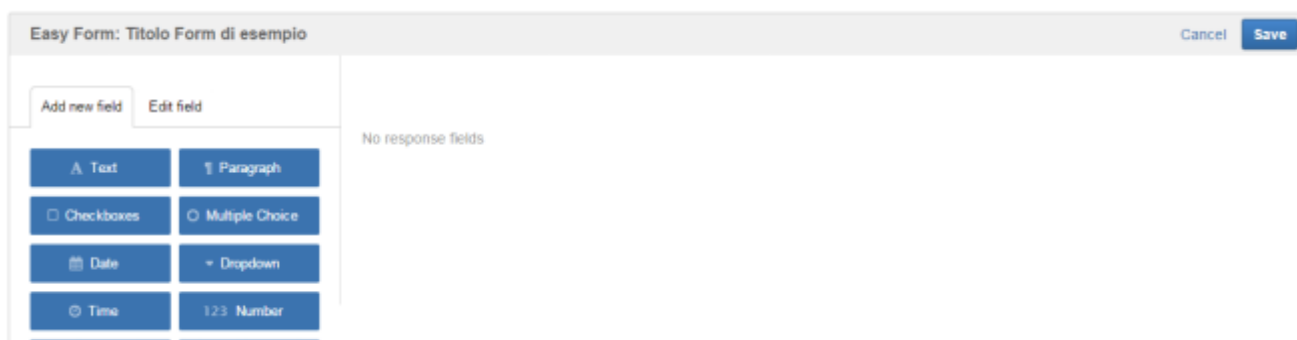 Easy Form: Titolo Form di esempio
Cancel
Save
Add new field
Edit field
No response fields
A Text
¶ Paragraph
Checkboxes
Multiple Choice
Date
Dropdown
Time
123 Number